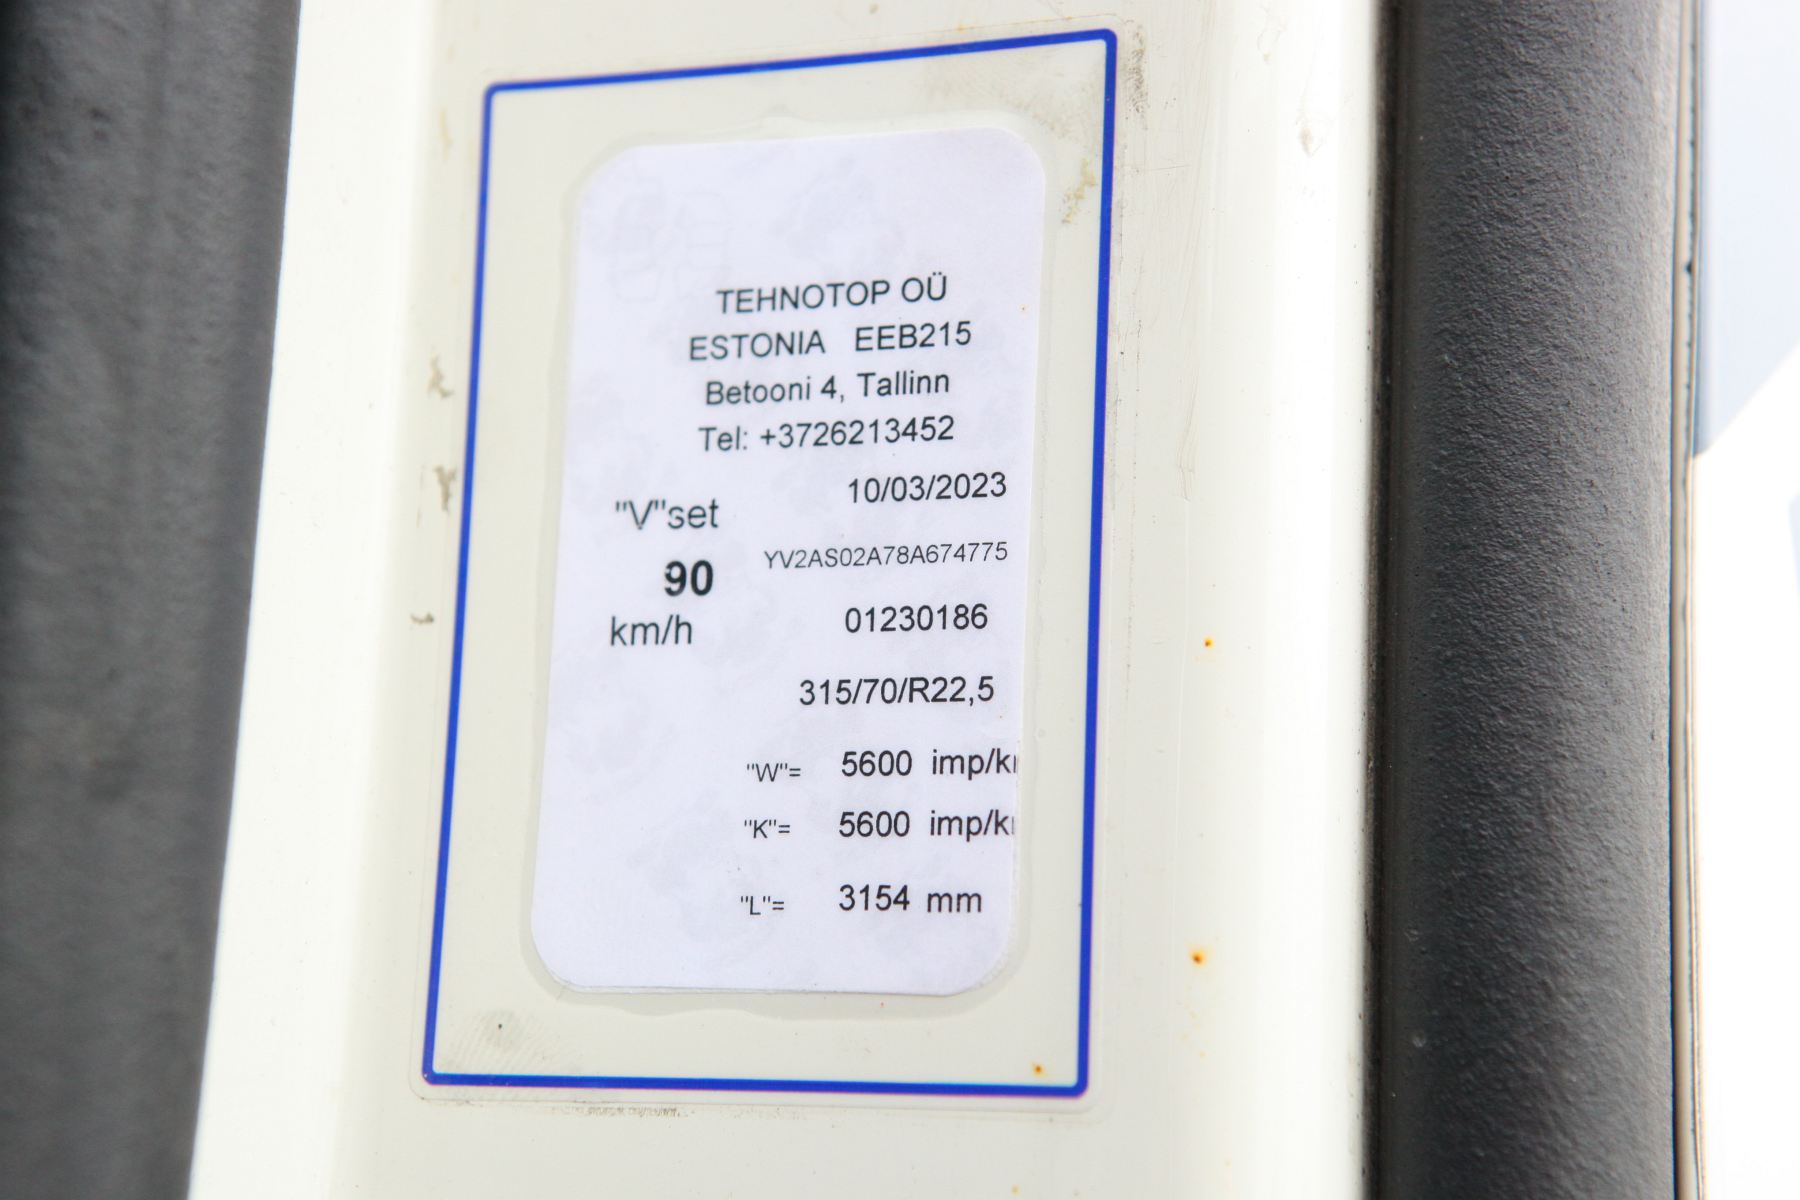 TEHNOTOP OÜ
ESTONIA EEB215
Betooni 4, Tallinn
Tel: +3726213452
10/03/2023
"V"set
YV2AS02A78A674775
90
01230186
km/h
315/70/R22,5
"W"= 5600 imp/k
"K"= 5600 imp/k
"L"= 3154 mm